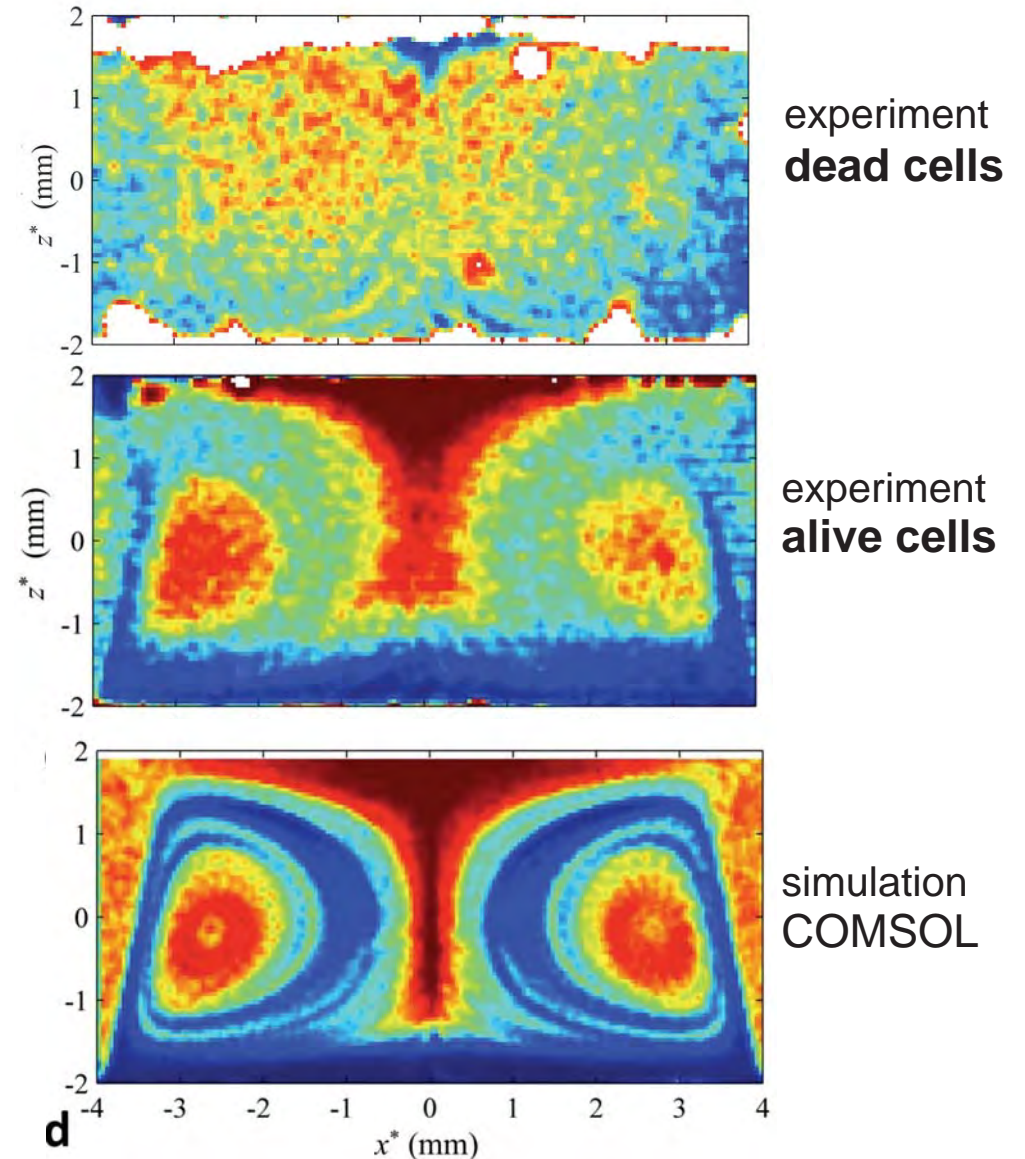 2
1
0
-1
-2
z* (mm)
experiment
dead cells
2
1
0
-1
-2
z* (mm)
experiment
alive cells
2
1
0
-1
-2
simulation
COMSOL
-4 -3 -2 -1 0 1 2 3 4
d
x* (mm)